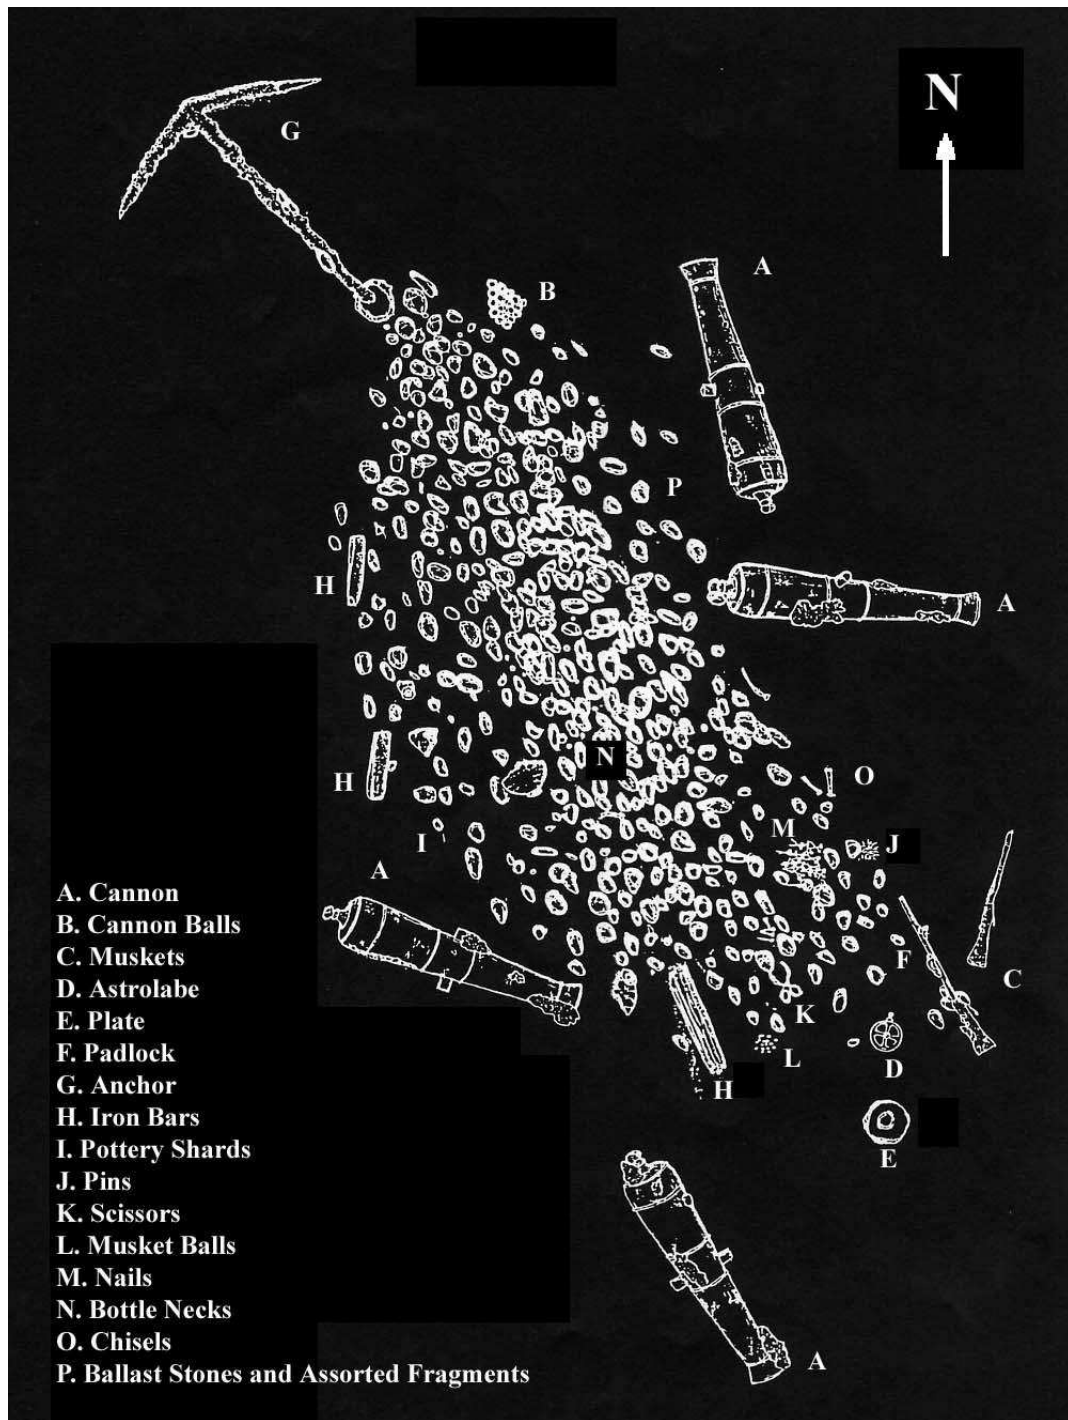 N
G
A
B
P
H
A
N
H
O
I
M
J
A
F
C
K
L
D
H
E
A
A. Cannon
B. Cannon Balls
C. Muskets
D. Astrolabe
E. Plate
F. Padlock
G. Anchor
H. Iron Bars
I. Pottery Shards
J. Pins
K. Scissors
L. Musket Balls
M. Nails
N. Bottle Necks
O. Chisels
P. Ballast Stones and Assorted Fragments
A